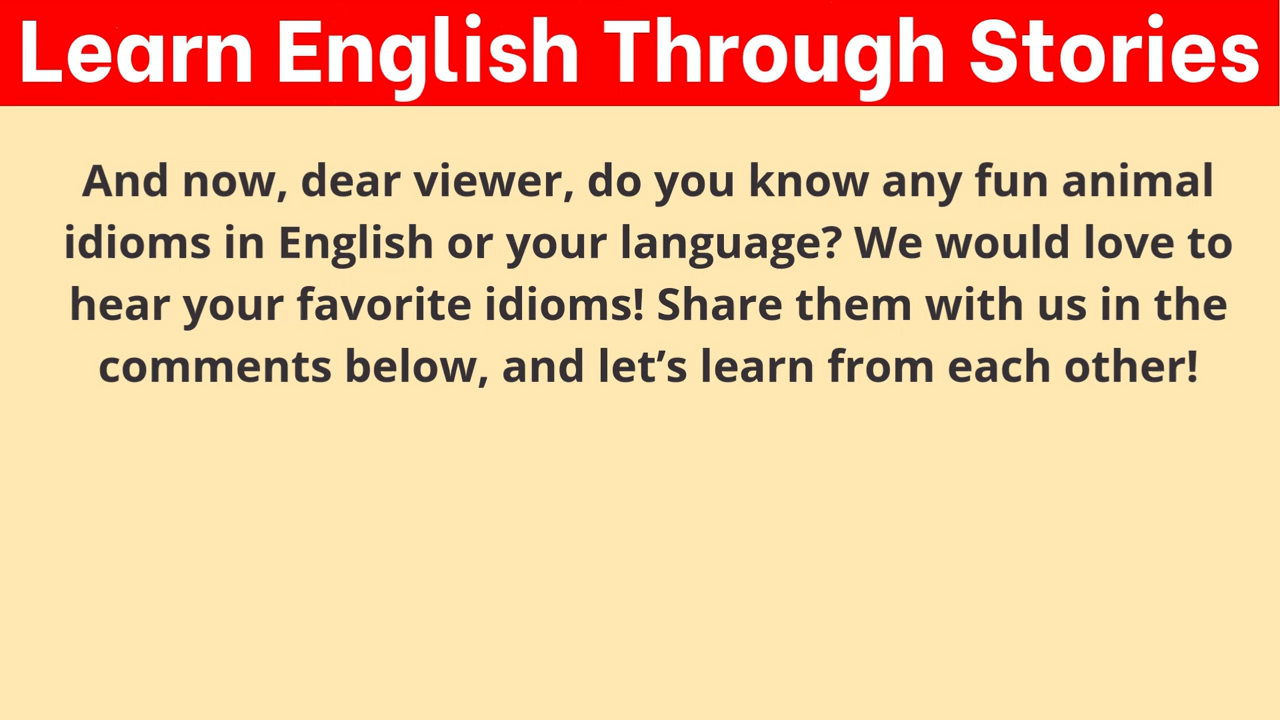 Learn English Through Stories
And now, dear viewer, do you know any fun animal
idioms in English or your language? We would love to
hear your favorite idioms! Share them with us in the
comments below, and let’s learn from each other!